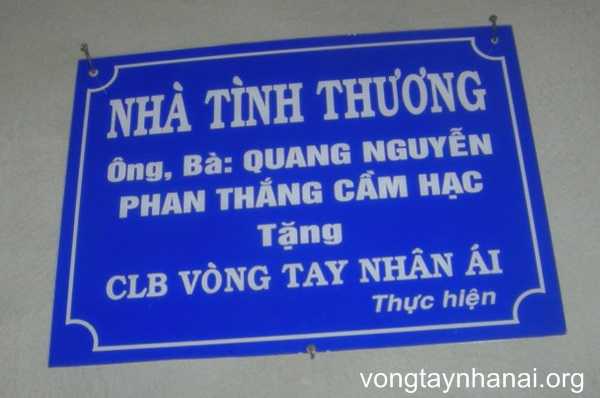 NHÀ TÌNH THƯƠNG
Ông, Bà: QUANG NGUYỄN
PHAN THẮNG CẦM HẠC
Tặng
CLB VÒNG TAY NHÂN ÁI
Thực hiện
vongtaynhanai.org